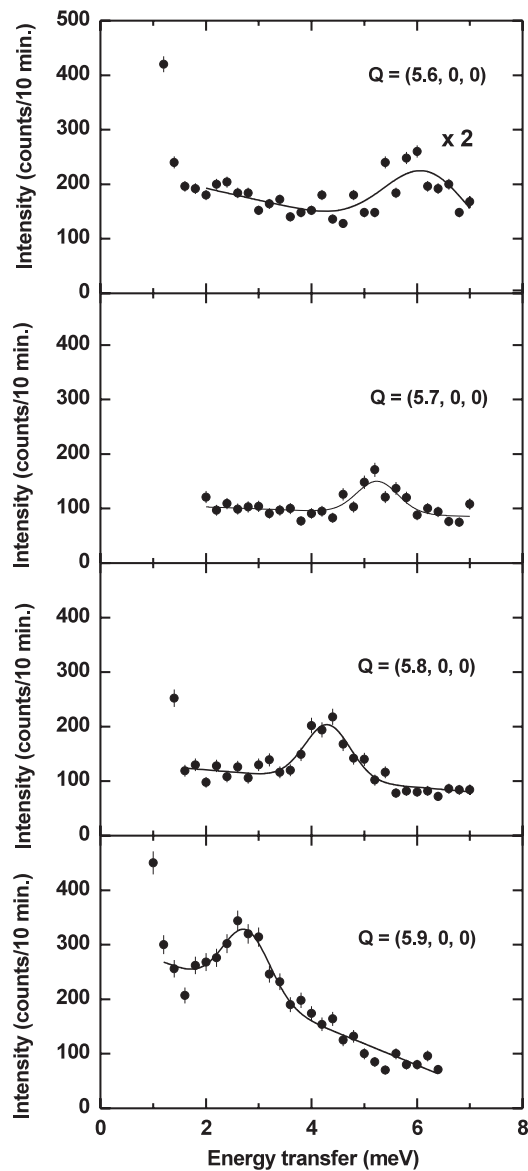 500
400
300
200
100
0
Intensity (counts/10 min.)
Q = (5.6, 0, 0)
x 2
400
300
200
100
0
Intensity (counts/10 min.)
Q = (5.7, 0, 0)
400
300
200
100
0
Intensity (counts/10 min.)
Q = (5.8, 0, 0)
400
300
200
100
0
Intensity (counts/10 min.)
Q = (5.9, 0, 0)
0 2 4 6 8
Energy transfer (meV)